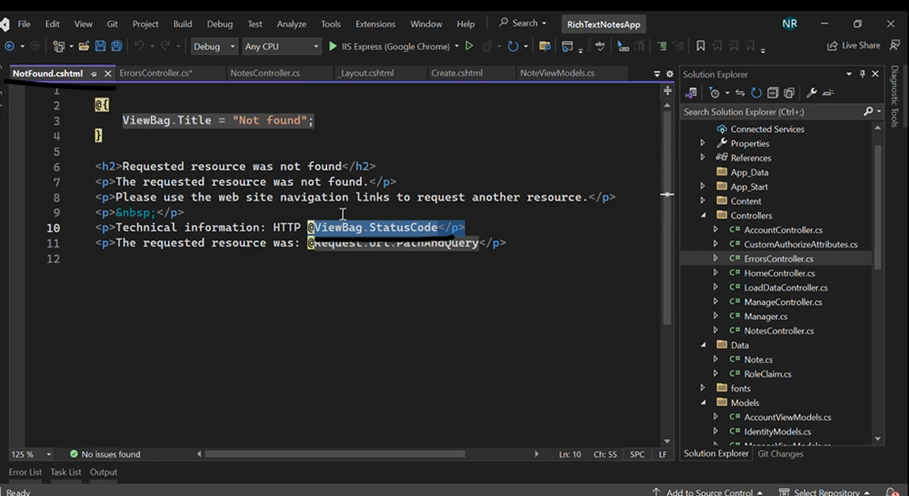 File Edit View Git Project Build Debug Test Analyze Tools Extensions Window Help Search RichTextNotesApp NR
Debug Any CPU IIS Express (Google Chrome) Live Share
NotFound.cshtml ErrorsController.cs* NotesController.cs _Layout.cshtml Create.cshtml NoteViewModels.cs
1
2 @{
3 ViewBag.Title = "Not found";
4 }
5
6 <h2>Requested resource was not found</h2>
7 <p>The requested resource was not found.</p>
8 <p>Please use the web site navigation links to request another resource.</p>
9 <p>&nbsp;</p>
10 <p>Technical information: HTTP @ViewBag.StatusCode</p>
11 <p>The requested resource was: @Request.Url.PathAndQuery</p>
12
125 % No issues found Ln: 10 Ch: 55 SPC LF
Error List Task List Output
Ready Add to Source Control Select Repository
Solution Explorer
Search Solution Explorer (Ctrl+;)
Connected Services
Properties
References
App_Data
App_Start
Content
Controllers
C# AccountController.cs
C# CustomAuthorizeAttributes.cs
C# ErrorsController.cs
C# HomeController.cs
C# LoadDataController.cs
C# ManageController.cs
C# Manager.cs
C# NotesController.cs
Data
C# Note.cs
C# RoleClaim.cs
fonts
Models
C# AccountViewModels.cs
C# IdentityModels.cs
C# ManageViewModels.cs
Solution Explorer Git Changes
Diagnostic Tools